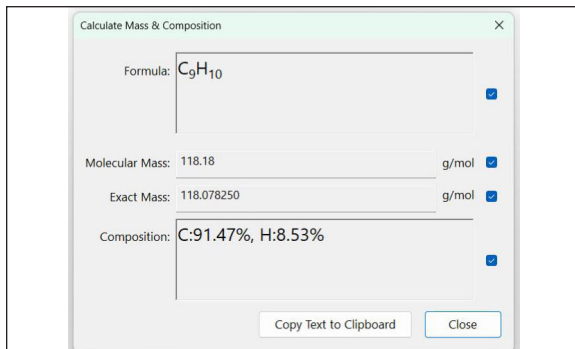 Calculate Mass & Composition
Formula: C₉H₁₀
Molecular Mass: 118.18 g/mol
Exact Mass: 118.078250 g/mol
Composition: C:91.47%, H:8.53%
Copy Text to Clipboard Close